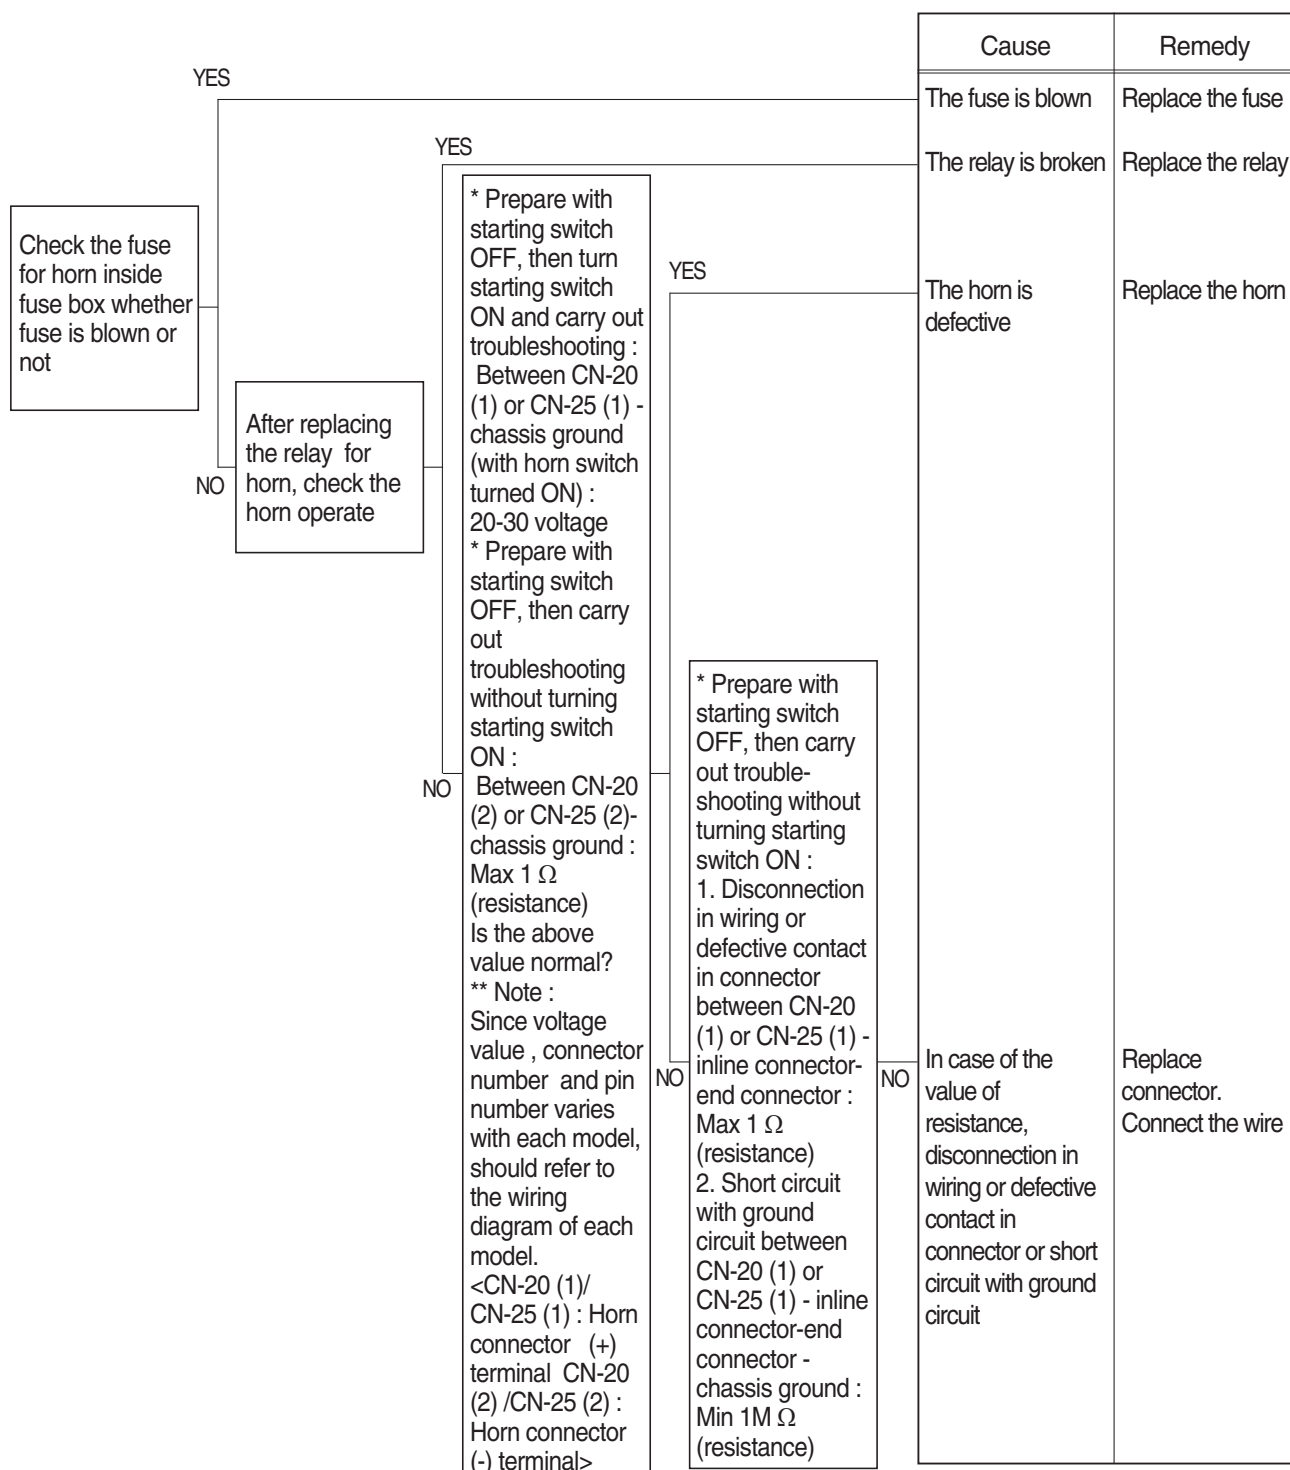 Cause
Remedy
YES
The fuse is blown
Replace the fuse
YES
The relay is broken
Replace the relay
Check the fuse
for horn inside
fuse box whether
fuse is blown or
not
NO
After replacing
the relay for
horn, check the
horn operate
* Prepare with
starting switch
OFF, then turn
starting switch
ON and carry out
troubleshooting :
Between CN-20
(1) or CN-25 (1) -
chassis ground
(with horn switch
turned ON) :
20-30 voltage
* Prepare with
starting switch
OFF, then carry
out
troubleshooting
without turning
starting switch
ON :
Between CN-20
(2) or CN-25 (2)-
chassis ground :
Max 1 Ω
(resistance)
Is the above
value normal?
** Note :
Since voltage
value , connector
number and pin
number varies
with each model,
should refer to
the wiring
diagram of each
model.
<CN-20 (1)/
CN-25 (1) : Horn
connector (+)
terminal CN-20
(2) /CN-25 (2) :
Horn connector
(-) terminal>
NO
YES
The horn is
defective
Replace the horn
NO
* Prepare with
starting switch
OFF, then carry
out trouble-
shooting without
turning starting
switch ON :
1. Disconnection
in wiring or
defective contact
in connector
between CN-20
(1) or CN-25 (1) -
inline connector-
end connector :
Max 1 Ω
(resistance)
2. Short circuit
with ground
circuit between
CN-20 (1) or
CN-25 (1) - inline
connector-end
connector -
chassis ground :
Min 1M Ω
(resistance)
NO
In case of the
value of
resistance,
disconnection in
wiring or defective
contact in
connector or short
circuit with ground
circuit
Replace
connector.
Connect the wire